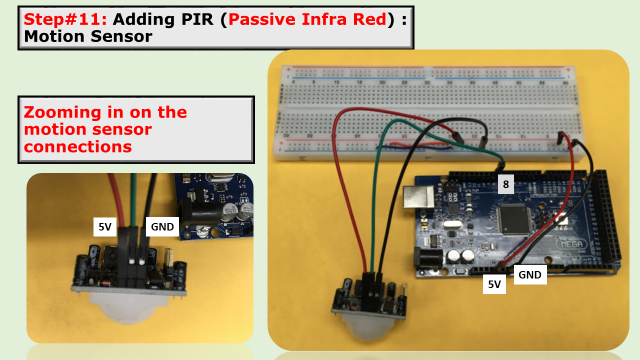 Step#11: Adding PIR (Passive Infra Red) :
Motion Sensor
Zooming in on the
motion sensor
connections
5V
GND
8
MEGA
5V
GND